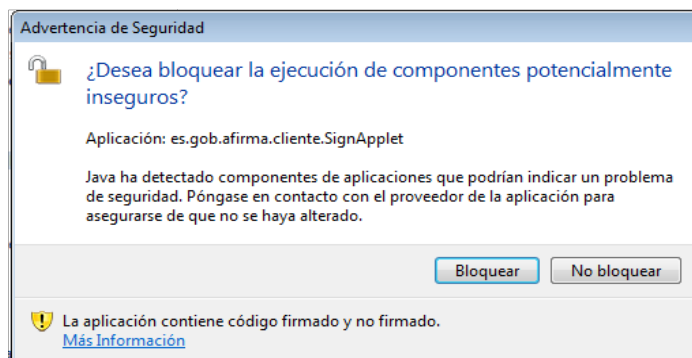 Advertencia de Seguridad
¿Desea bloquear la ejecución de componentes potencialmente
inseguros?
Aplicación: es.gob.afirma.cliente.SignApplet
Java ha detectado componentes de aplicaciones que podrían indicar un problema
de seguridad. Póngase en contacto con el proveedor de la aplicación para
asegurarse de que no se haya alterado.
Bloquear
No bloquear
La aplicación contiene código firmado y no firmado.
Más Información